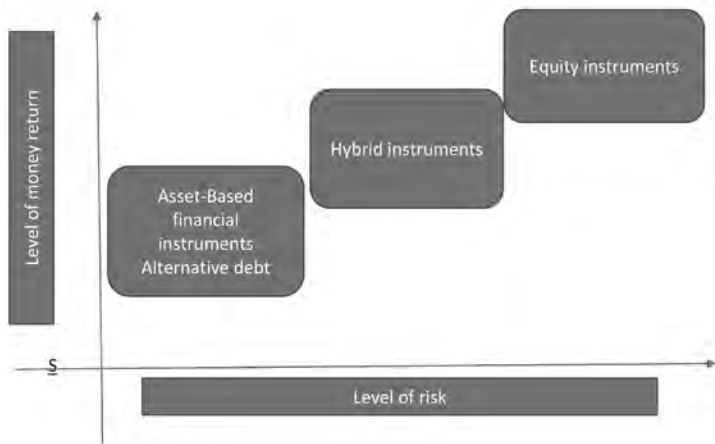 Equity instruments
Hybrid instruments
Asset-Based
financial
instruments
Alternative debt
Level of money return
S
Level of risk